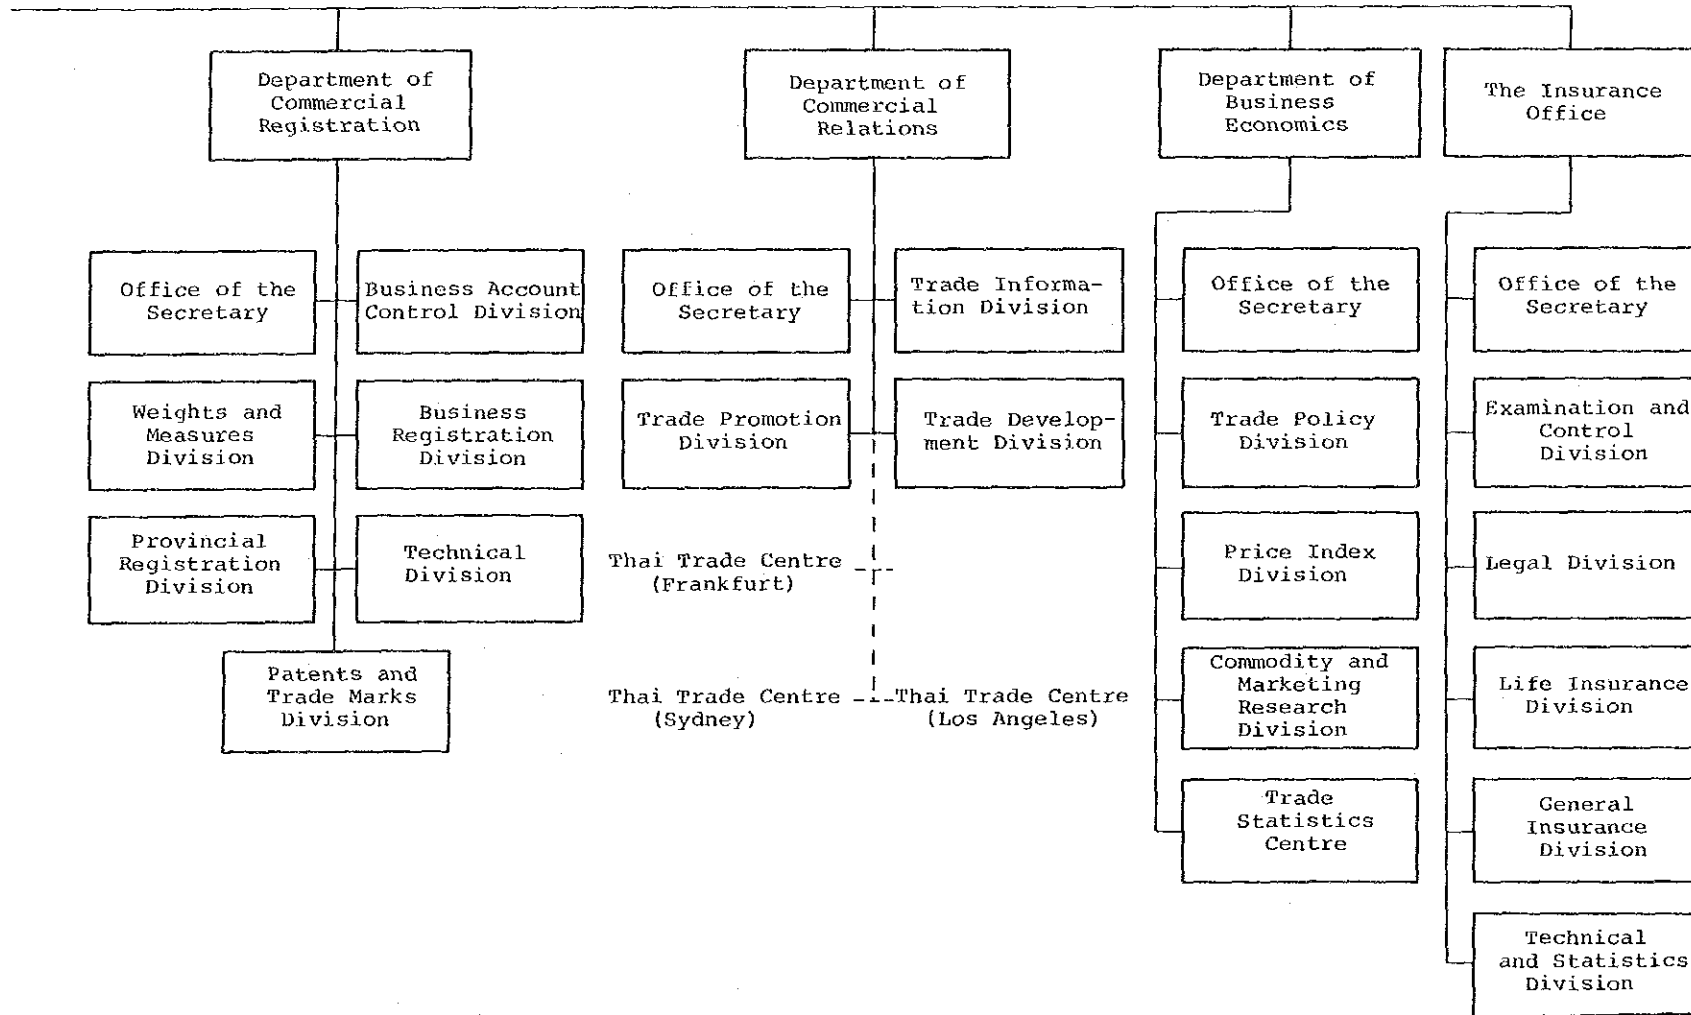 Department of
Commercial
Registration
Department of
Commercial
Relations
Department of
Business
Economics
The Insurance
Office
Office of the
Secretary
Business Account
Control Division
Weights and
Measures
Division
Business
Registration
Division
Provincial
Registration
Division
Technical
Division
Patents and
Trade Marks
Division
Office of the
Secretary
Trade Informa-
tion Division
Trade Promotion
Division
Trade Develop-
ment Division
Thai Trade Centre
(Frankfurt)
Thai Trade Centre
(Sydney)
Thai Trade Centre
(Los Angeles)
Office of the
Secretary
Trade Policy
Division
Price Index
Division
Commodity and
Marketing
Research
Division
Trade
Statistics
Centre
Office of the
Secretary
Examination and
Control
Division
Legal Division
Life Insurance
Division
General
Insurance
Division
Technical
and Statistics
Division